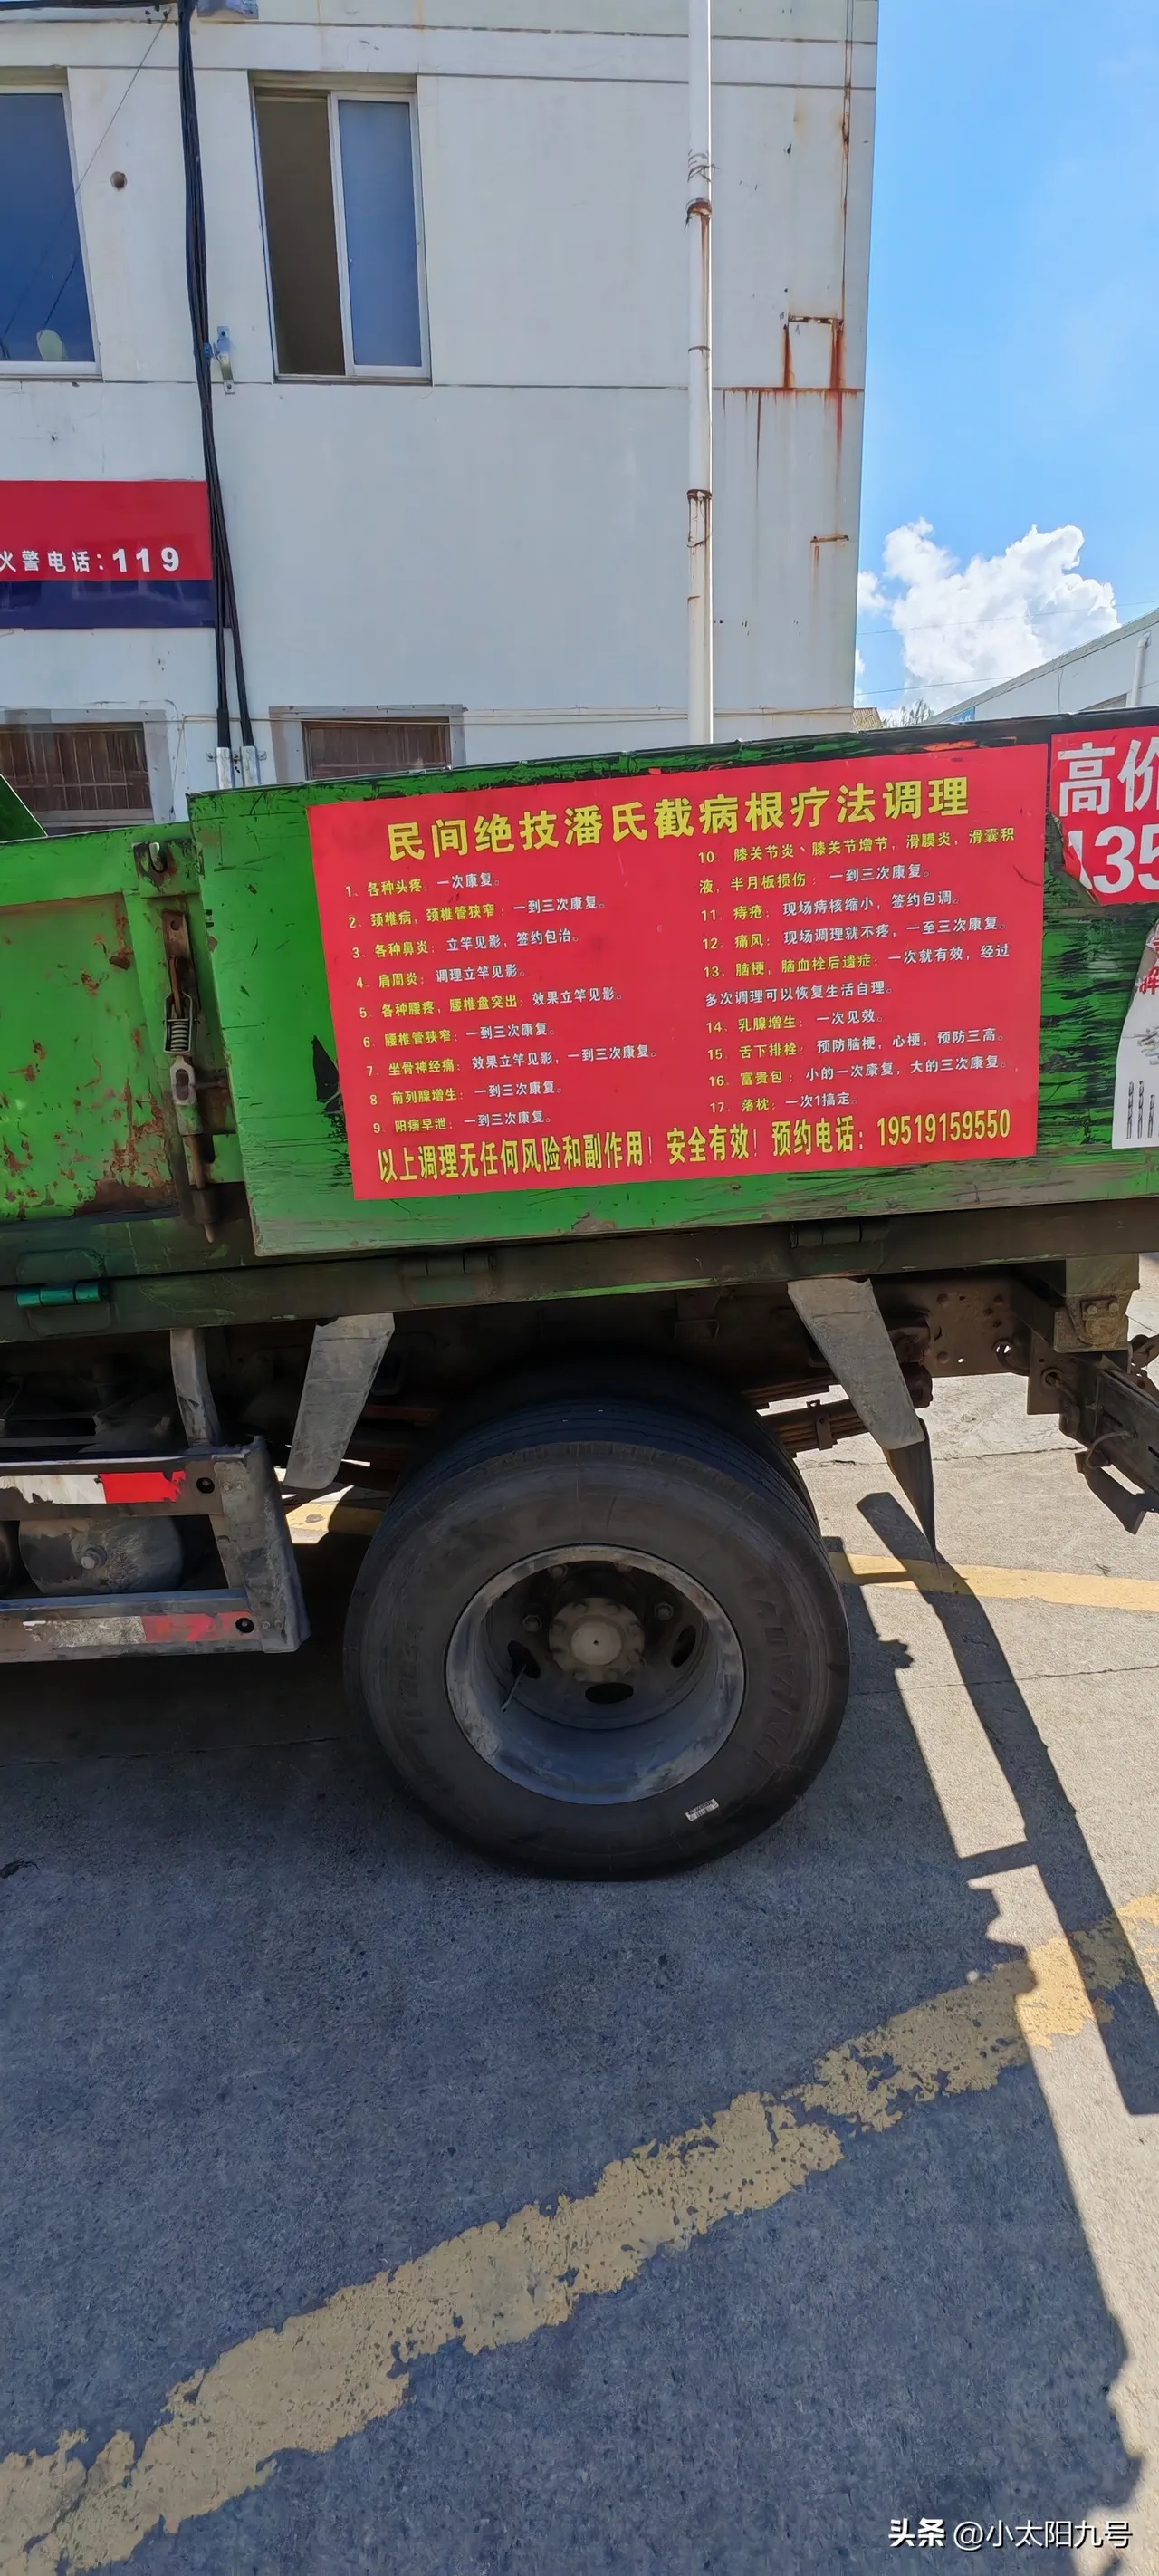 火警电话：119
民间绝技潘氏截病根疗法调理
1、各种头疼：一次康复。
2、颈椎病，颈椎管狭窄：一到三次康复。
3、各种鼻炎：立竿见影，签约包治。
4、肩周炎：调理立竿见影。
5、各种腰疼，腰椎盘突出：效果立竿见影。
6、腰椎管狭窄：一到三次康复。
7、坐骨神经痛：效果立竿见影，一到三次康复。
8、前列腺增生：一到三次康复。
9、阳痿早泄：一到三次康复。
10、膝关节炎、膝关节增节，滑膜炎，滑囊积
液，半月板损伤：一到三次康复。
11、痔疮：现场痔核缩小，签约包调。
12、痛风：现场调理就不疼，一至三次康复。
13、脑梗，脑血栓后遗症：一次就有效，经过
多次调理可以恢复生活自理。
14、乳腺增生：一次见效。
15、舌下排栓：预防脑梗，心梗，预防三高。
16、富贵包：小的一次康复，大的三次康复。
17、落枕：一次1搞定。
以上调理无任何风险和副作用！安全有效！预约电话：19519159550
高价
135
头条 @小太阳九号